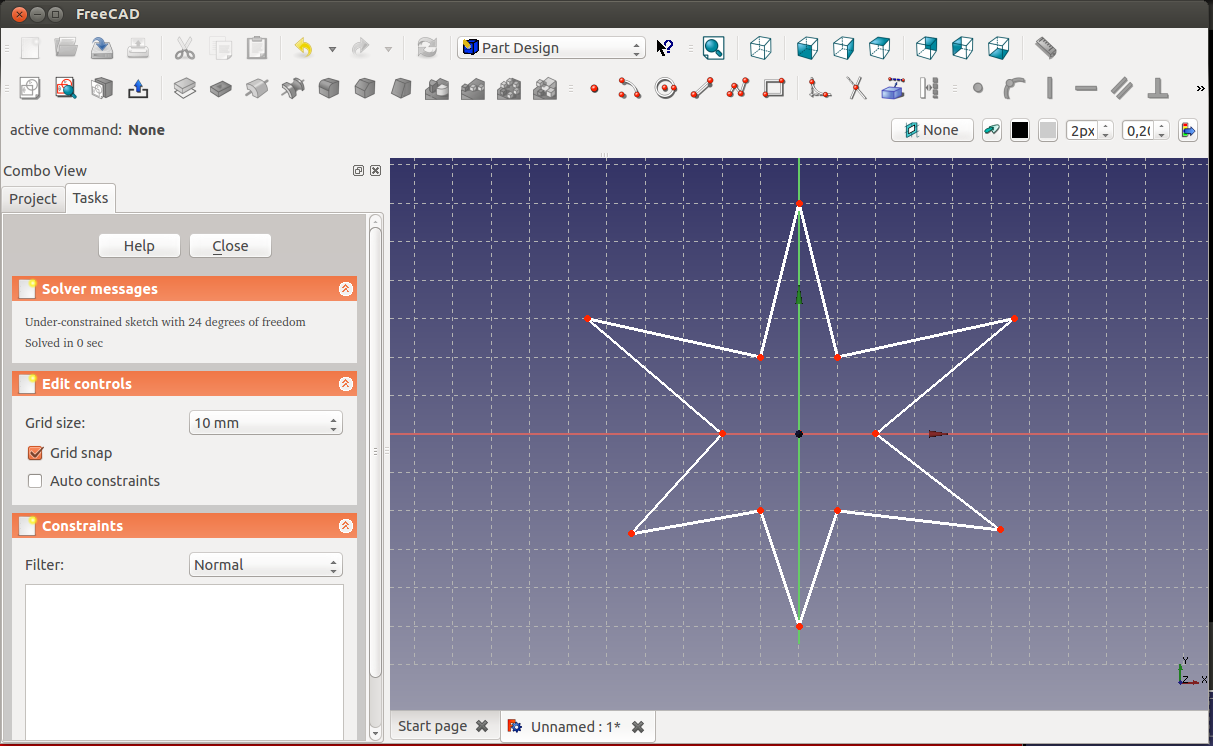 FreeCAD
Part Design
»
active command: None
None
2px
0,20
Combo View
Project
Tasks
Help
Close
Solver messages
Under-constrained sketch with 24 degrees of freedom
Solved in 0 sec
Edit controls
Grid size:
10 mm
Grid snap
Auto constraints
Constraints
Filter:
Normal
Y
Z
X
Start page
Unnamed : 1*